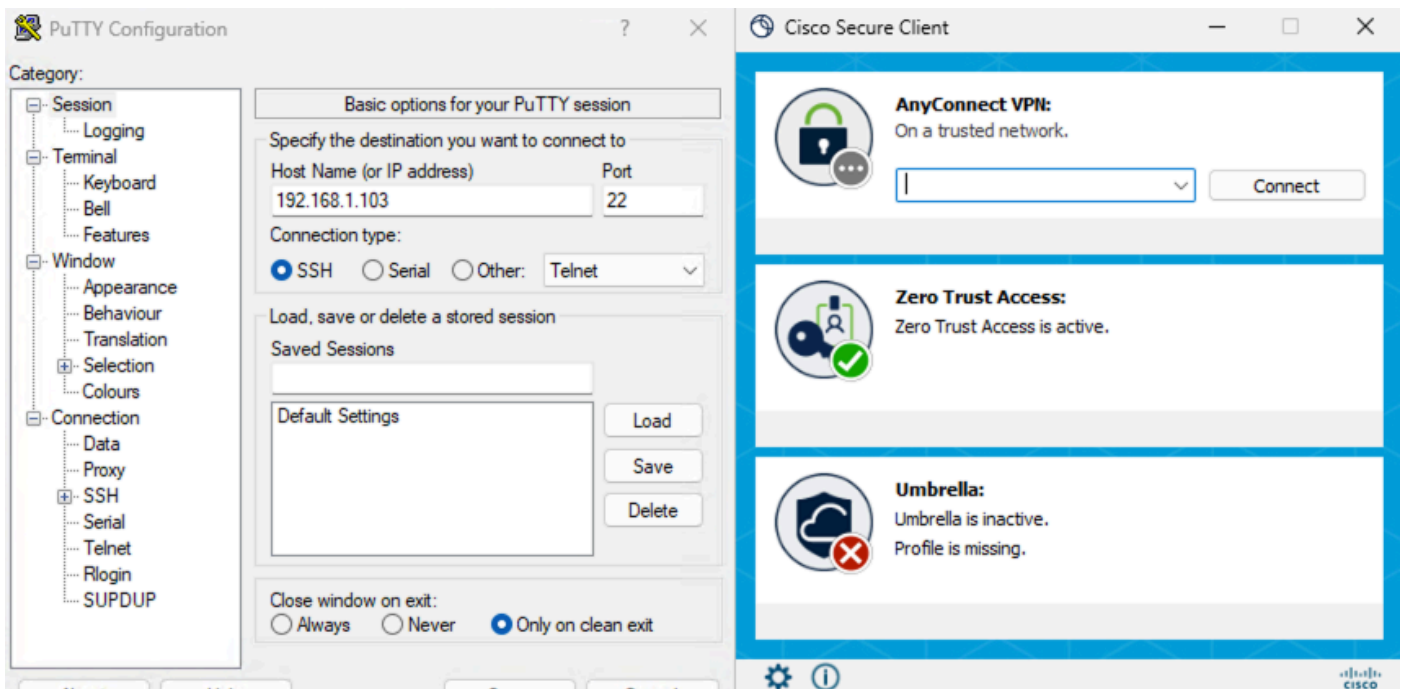 PuTTY Configuration
?
Category:
Session
Logging
Terminal
Keyboard
Bell
Features
Window
Appearance
Behaviour
Translation
Selection
Colours
Connection
Data
Proxy
SSH
Serial
Telnet
Rlogin
SUPDUP
Basic options for your PuTTY session
Specify the destination you want to connect to
Host Name (or IP address) Port
192.168.1.103 22
Connection type:
SSH Serial Other: Telnet
Load, save or delete a stored session
Saved Sessions
Default Settings
Load
Save
Delete
Close window on exit:
Always Never Only on clean exit
Cisco Secure Client
AnyConnect VPN:
On a trusted network.
Connect
Zero Trust Access:
Zero Trust Access is active.
Umbrella:
Umbrella is inactive.
Profile is missing.
CISCO